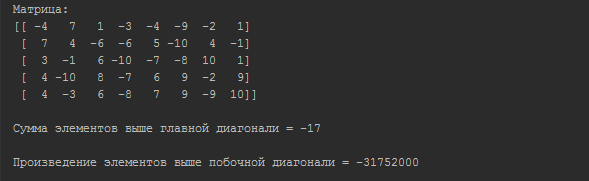 Матрица:
[[ -4   7   1  -3  -4  -9  -2   1]
 [  7   4  -6  -6   5 -10   4  -1]
 [  3  -1   6 -10  -7  -8  10   1]
 [  4 -10   8  -7   6   9  -2   9]
 [  4  -3   6  -8   7   9  -9  10]]
Сумма элементов выше главной диагонали = -17
Произведение элементов выше побочной диагонали = -31752000